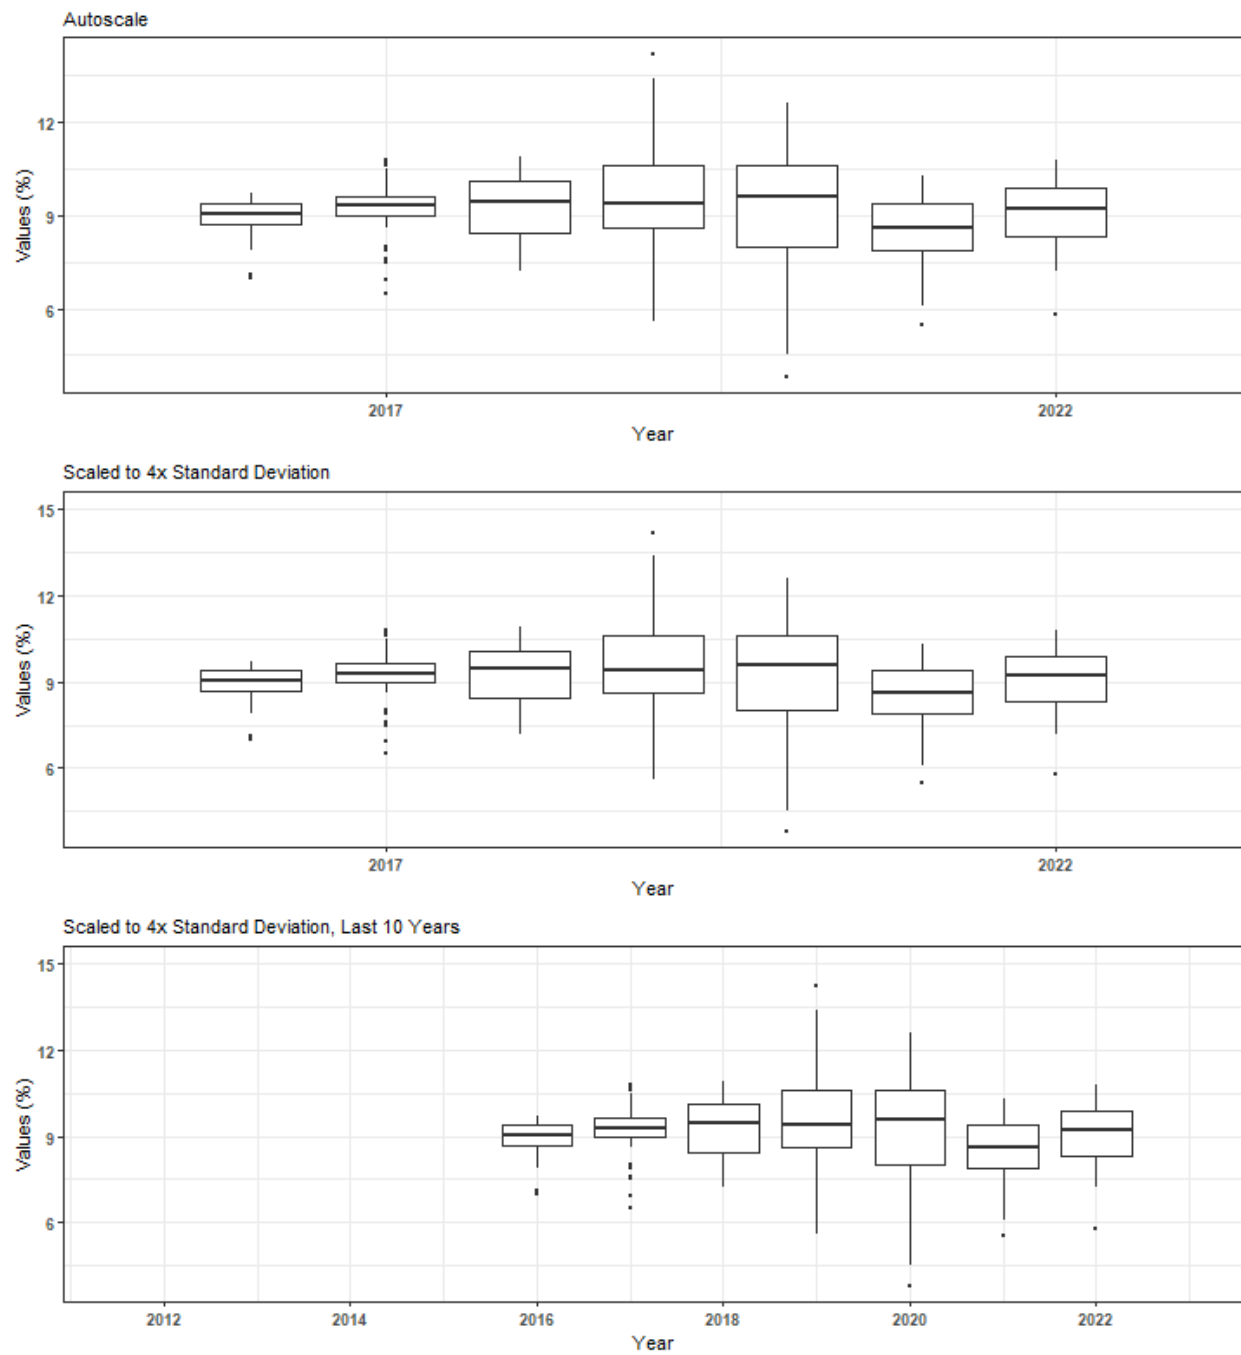 Autoscale
12
9
6
Values (%)
2017
2022
Year
Scaled to 4x Standard Deviation
15
12
9
6
Values (%)
2017
2022
Year
Scaled to 4x Standard Deviation, Last 10 Years
15
12
9
6
Values (%)
2012
2014
2016
2018
2020
2022
Year